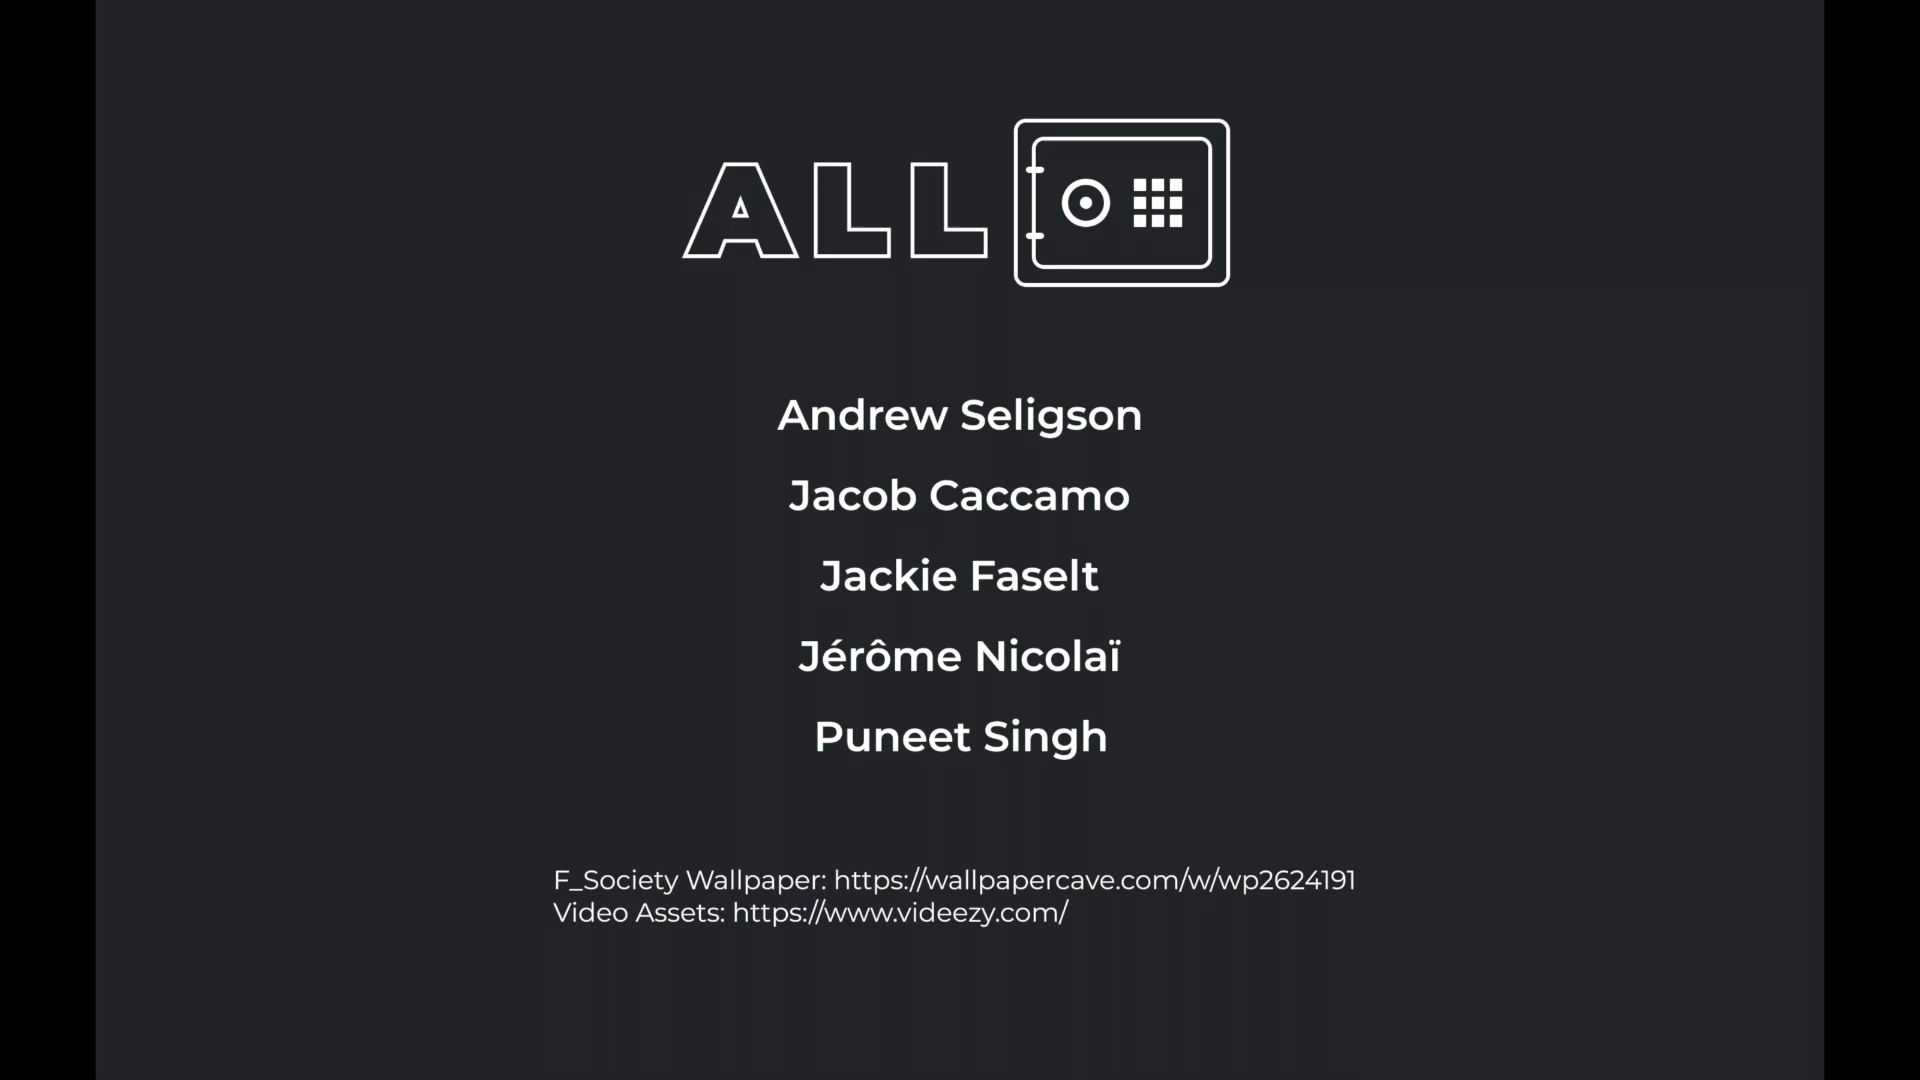 ALL
Andrew Seligson
Jacob Caccamo
Jackie Faselt
Jérôme Nicolaï
Puneet Singh
F_Society Wallpaper: https://wallpapercave.com/w/wp2624191
Video Assets: https://www.videezy.com/